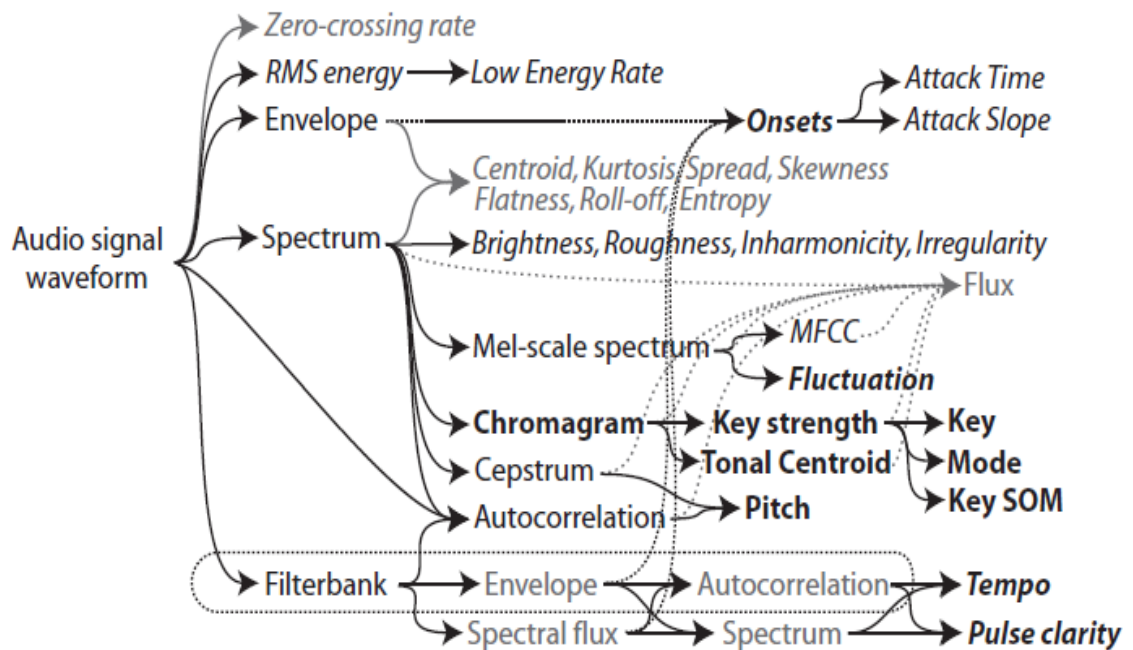 Zero-crossing rate
RMS energy
Low Energy Rate
Attack Time
Envelope
Onsets
Attack Slope
Centroid, Kurtosis, Spread, Skewness
Flatness, Roll-off, Entropy
Audio signal
waveform
Spectrum
Brightness, Roughness, Inharmonicity, Irregularity
Flux
Mel-scale spectrum
MFCC
Fluctuation
Chromagram
Key strength
Key
Cepstrum
Tonal Centroid
Mode
Autocorrelation
Pitch
Key SOM
Filterbank
Envelope
Autocorrelation
Tempo
Spectral flux
Spectrum
Pulse clarity